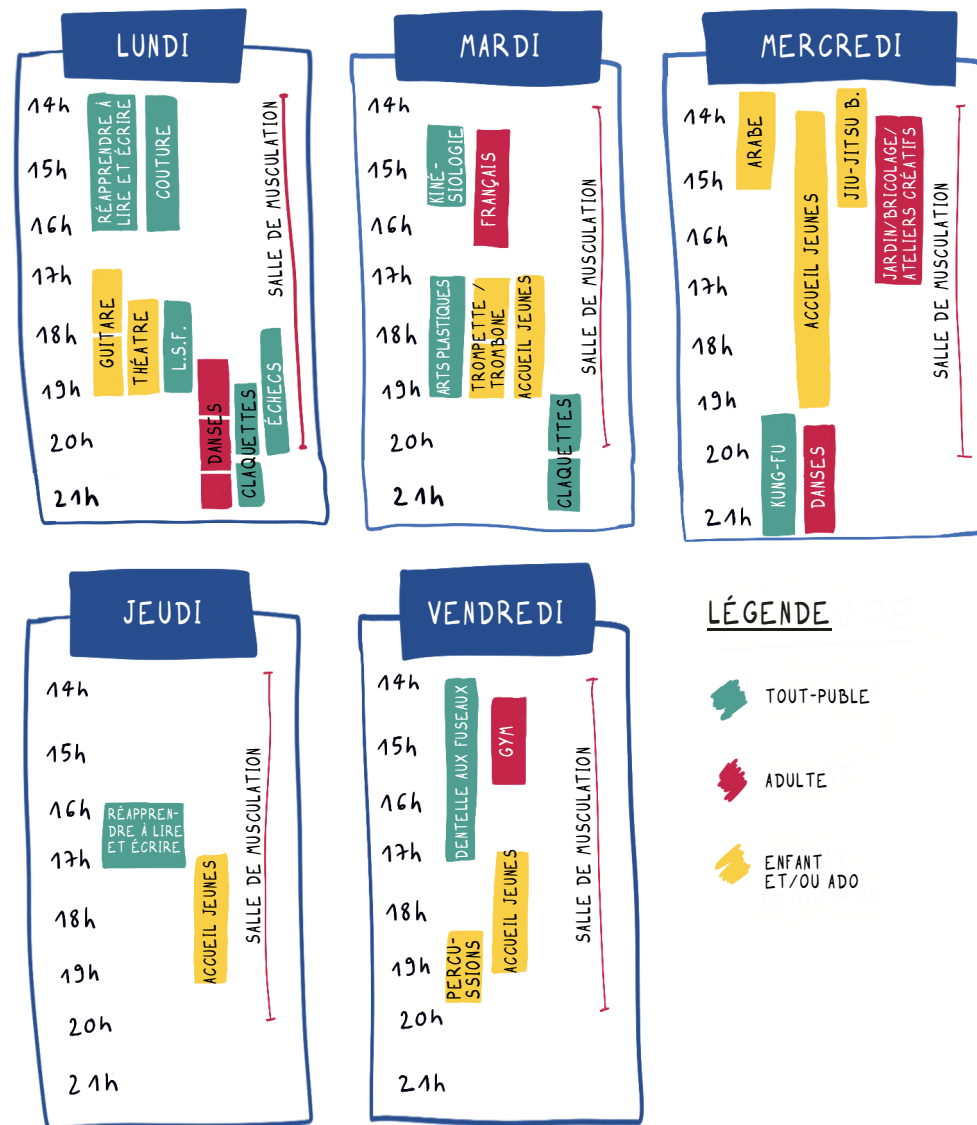 LUNDI
14h
15h
16h
17h
18h
19h
20h
21h
RÉAPPRENDRE À
LIRE ET ÉCRIRE
COUTURE
GUITARE
THÉATRE
L.S.F.
DANSES
CLAQUETTES
ÉCHECS
SALLE DE MUSCULATION
MARDI
14h
15h
16h
17h
18h
19h
20h
21h
KINÉ-
SIOLOGIE
FRANÇAIS
ARTS PLASTIQUES
TROMPETTE /
TROMBONE
ACCUEIL JEUNES
CLAQUETTES
SALLE DE MUSCULATION
MERCREDI
14h
15h
16h
17h
18h
19h
20h
21h
ARABE
ACCUEIL JEUNES
JIU-JITSU B.
JARDIN/BRICOLAGE/
ATELIERS CRÉATIFS
KUNG-FU
DANSES
SALLE DE MUSCULATION
JEUDI
14h
15h
16h
17h
18h
19h
20h
21h
RÉAPPREN-
DRE À LIRE
ET ÉCRIRE
ACCUEIL JEUNES
SALLE DE MUSCULATION
VENDREDI
14h
15h
16h
17h
18h
19h
20h
21h
DENTELLE AUX FUSEAUX
GYM
PERCU-
SSIONS
ACCUEIL JEUNES
SALLE DE MUSCULATION
LÉGENDE
TOUT-PUBLE
ADULTE
ENFANT
ET/OU ADO